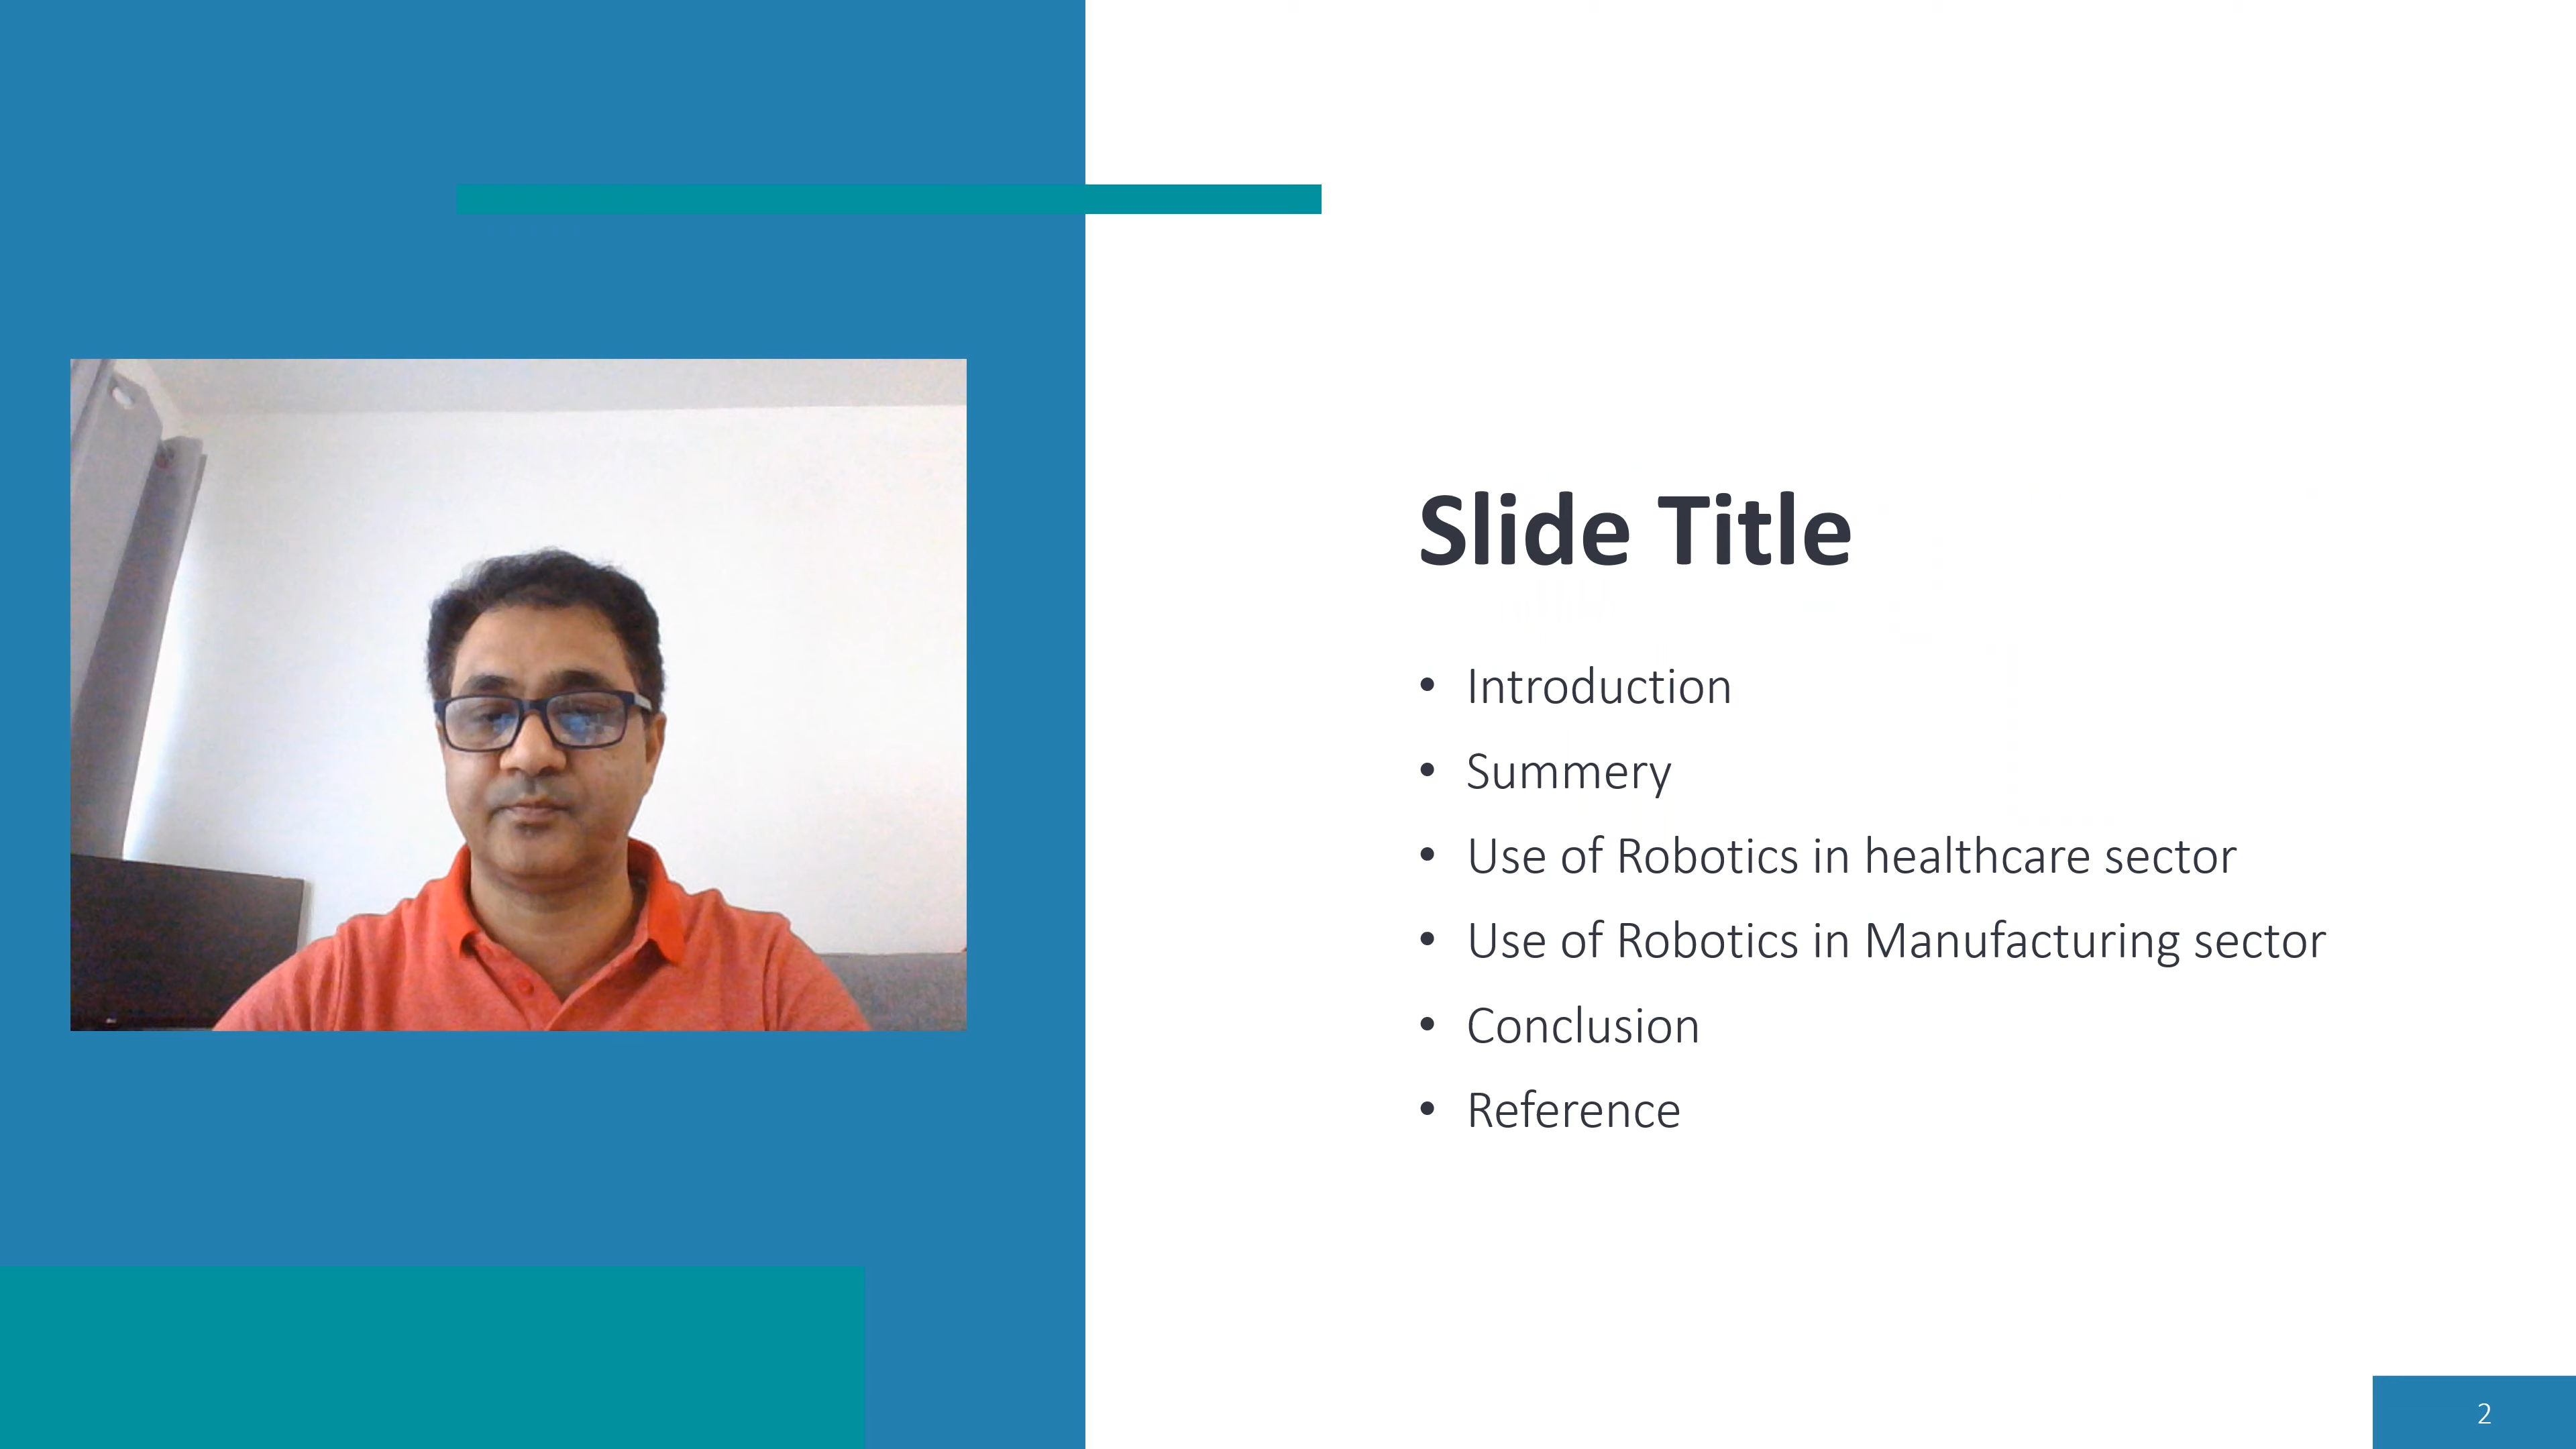 Slide Title
• Introduction
• Summery
• Use of Robotics in healthcare sector
• Use of Robotics in Manufacturing sector
• Conclusion
• Reference
2